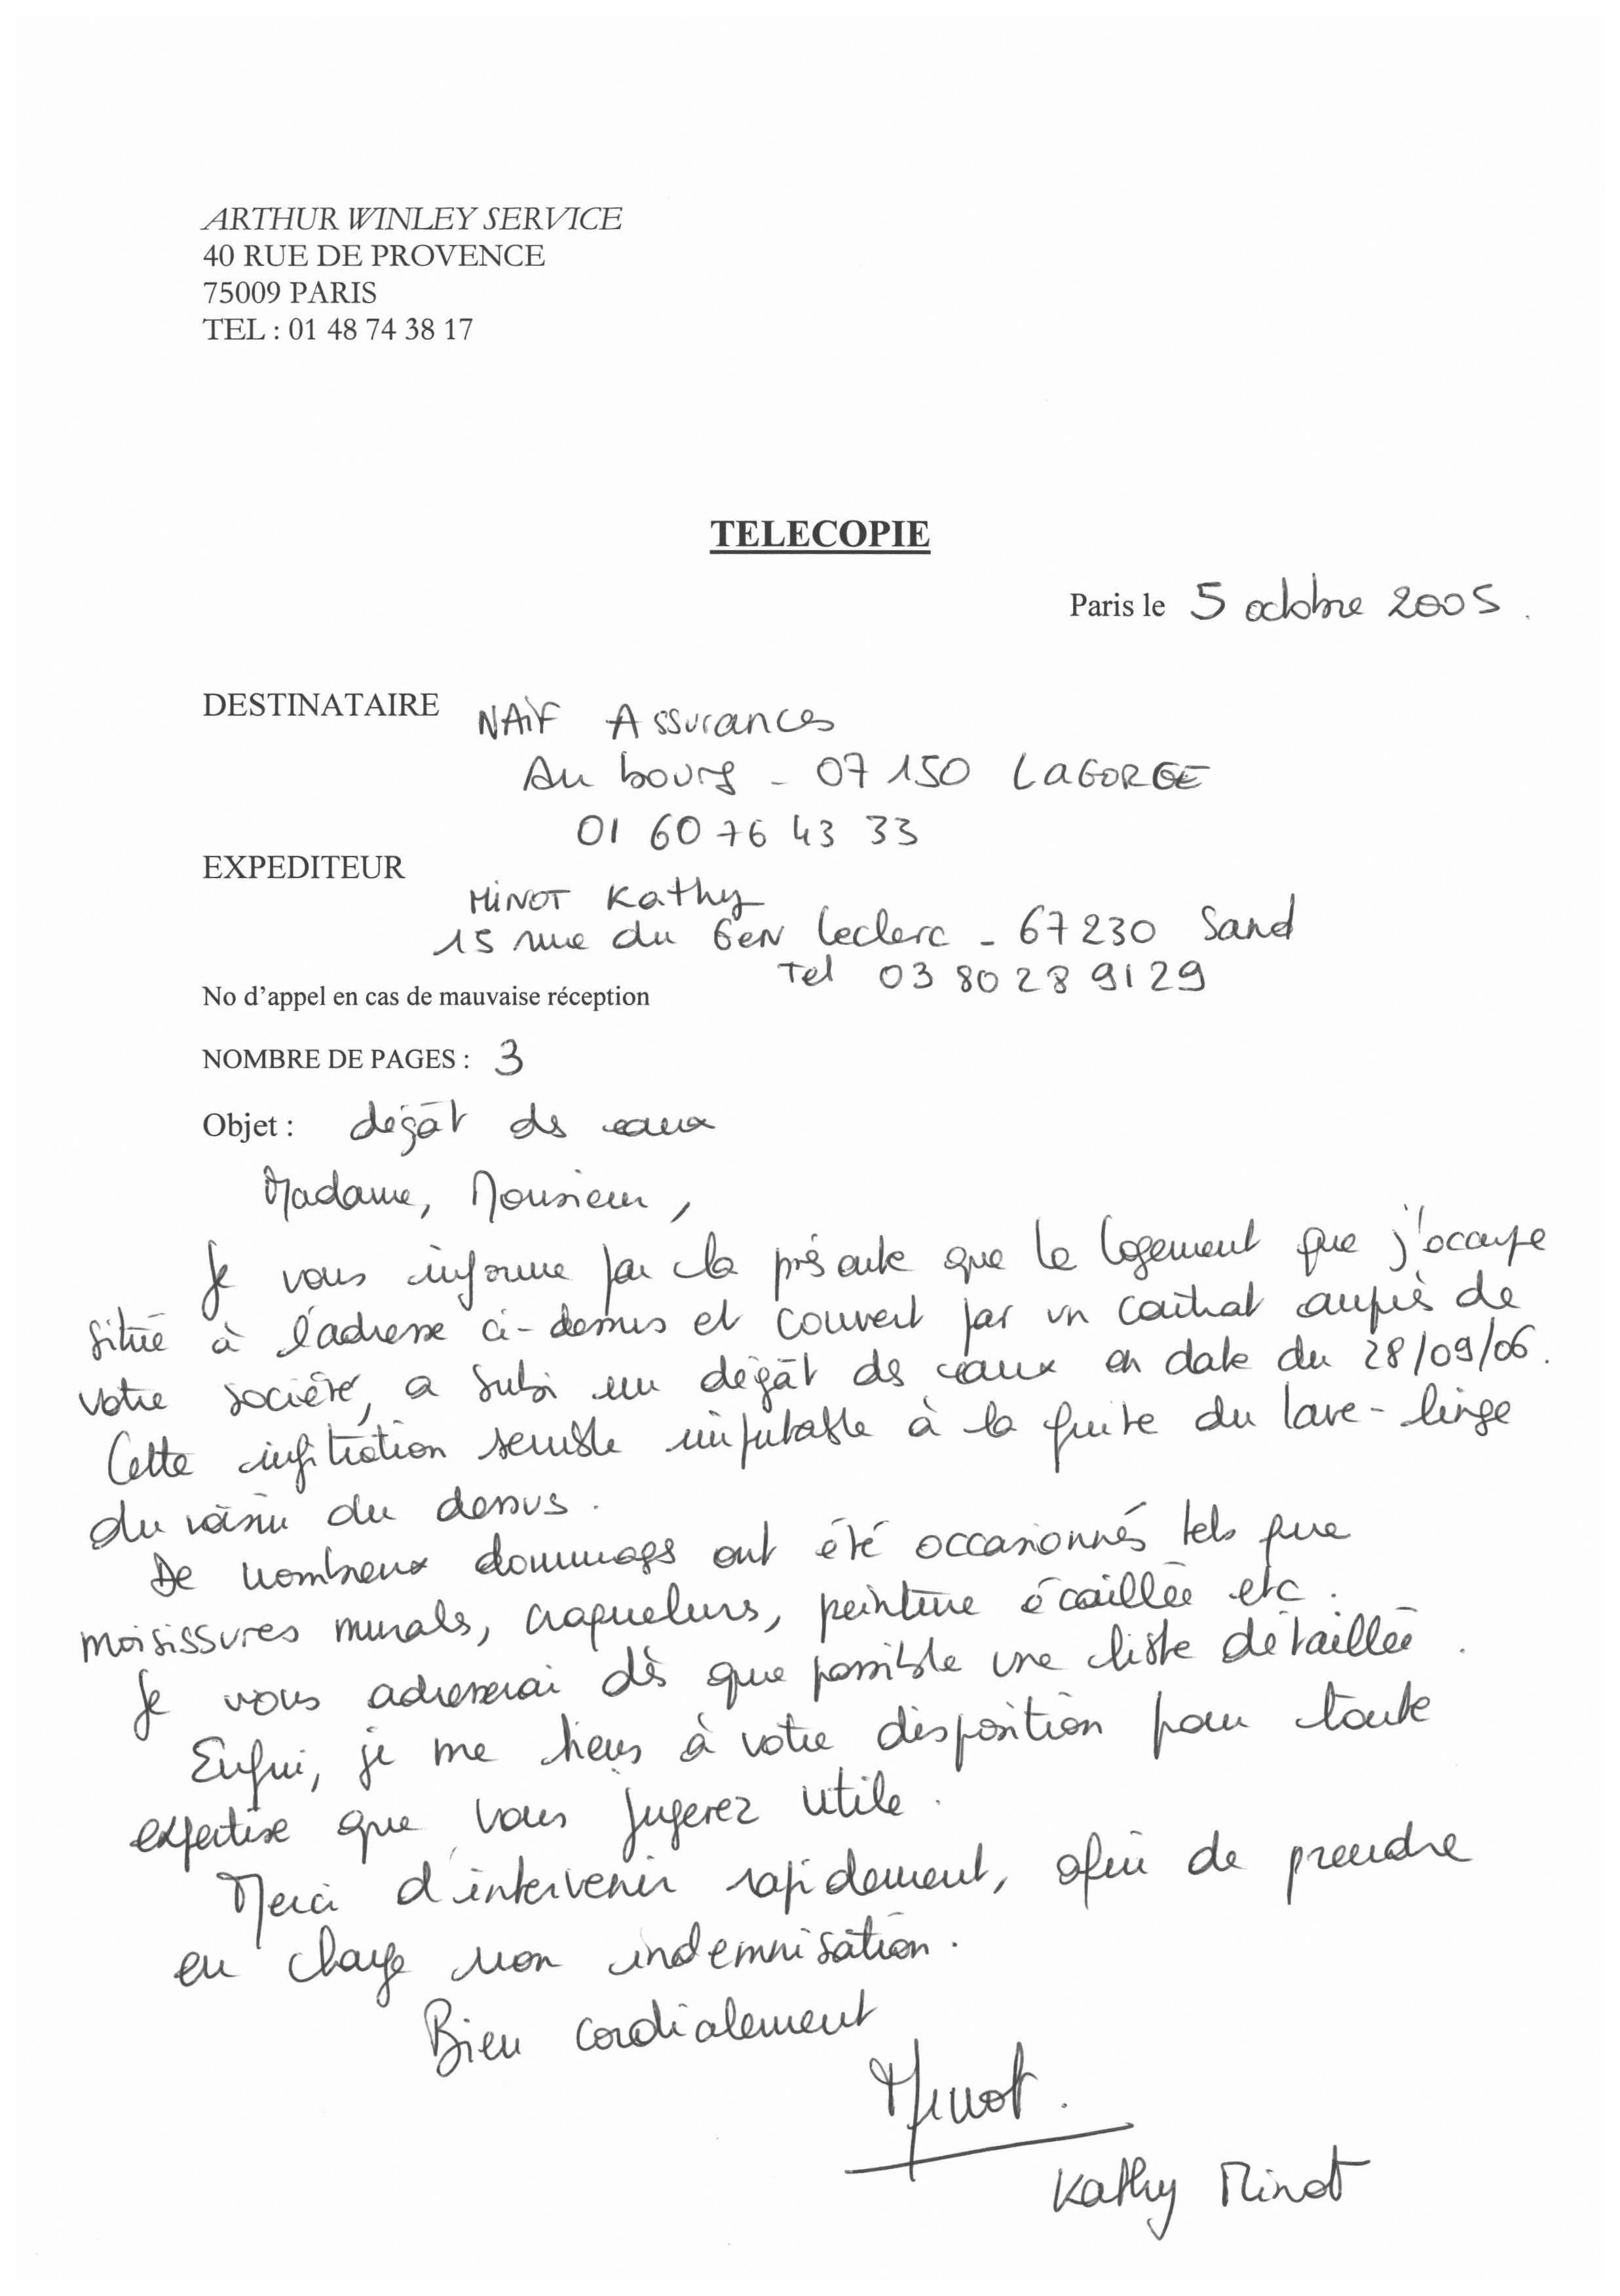 ARTHUR WINLEY SERVICE
40 RUE DE PROVENCE
75009 PARIS
TEL : 01 48 74 38 17
TELECOPIE
Paris le 5 octobre 2005.
DESTINATAIRE NAIF Assurances
Au bourg - 07150 LAGORGE
01 60 76 43 33
EXPEDITEUR
MINOT Kathy
15 rue du Gen Leclerc - 67230 Sand
Tel 03 80 28 91 29
No d'appel en cas de mauvaise réception
NOMBRE DE PAGES : 3
Objet : dégât des eaux
Madame, Monsieur,
Je vous informe par la présente que le logement que j'occupe
situé à l'adresse ci-dessus et couvert par un contrat auprès de
votre société, a subi un dégât des eaux en date du 28/09/06.
Cette infiltration semble imputable à la fuite du lave-linge
du voisin du dessus.
De nombreux dommages ont été occasionnés tels que
moisissures murales, craquelures, peinture écaillée etc.
Je vous adresserai dès que possible une liste détaillée.
Enfin, je me tiens à votre disposition pour toute
expertise que vous jugerez utile.
Merci d'intervenir rapidement, afin de prendre
en charge mon indemnisation.
Bien cordialement
Minot.
Kathy Minot